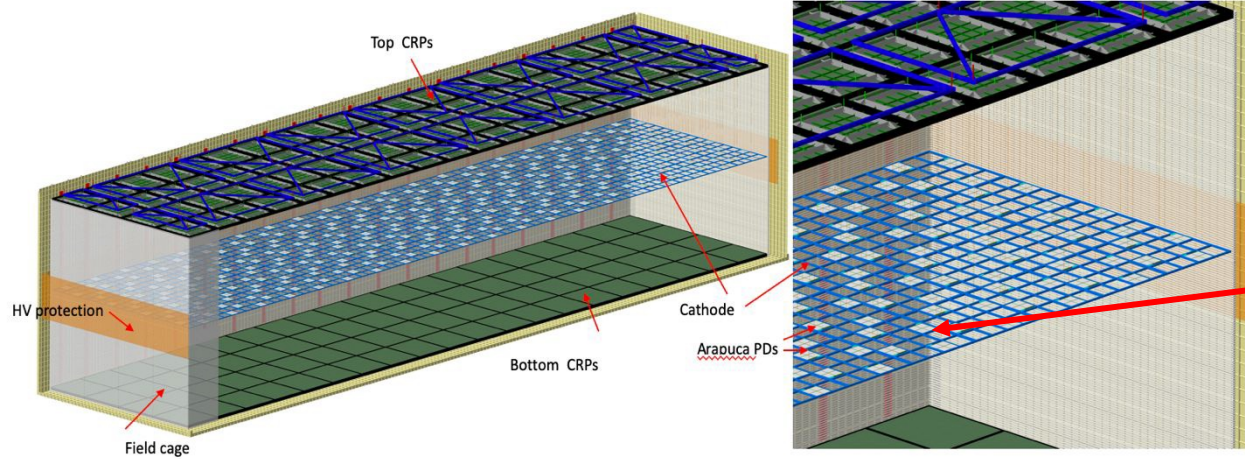 Top CRPs
HV protection
Cathode
Arapuca PDs
Bottom CRPs
Field cage